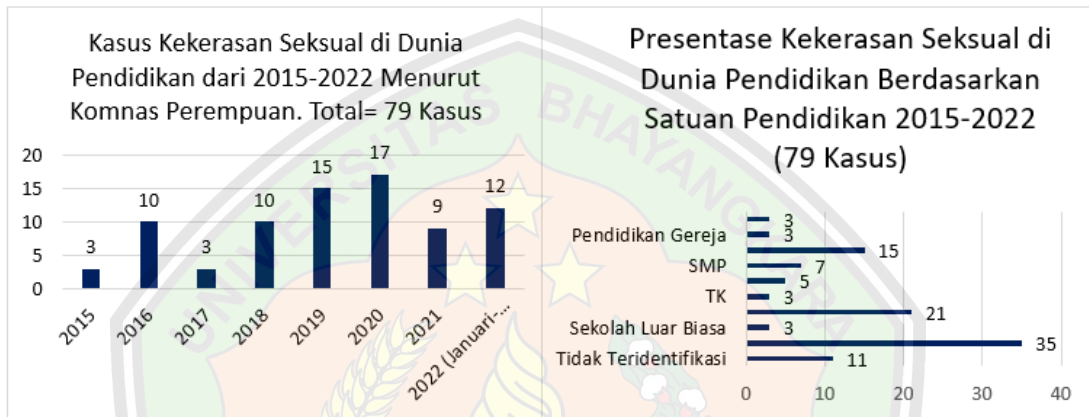 Kasus Kekerasan Seksual di Dunia
Pendidikan dari 2015-2022 Menurut
Komnas Perempuan. Total= 79 Kasus
20
15
10
5
0
3
10
3
10
15
17
9
12
2015
2016
2017
2018
2019
2020
2021
2022 (Januari-...
Presentase Kekerasan Seksual di
Dunia Pendidikan Berdasarkan
Satuan Pendidikan 2015-2022
(79 Kasus)
3
Pendidikan Gereja 3
15
SMP 7
5
TK 3
21
Sekolah Luar Biasa 3
35
Tidak Teridentifikasi 11
0 10 20 30 40
UNIVERSITAS BHAYANGKARA